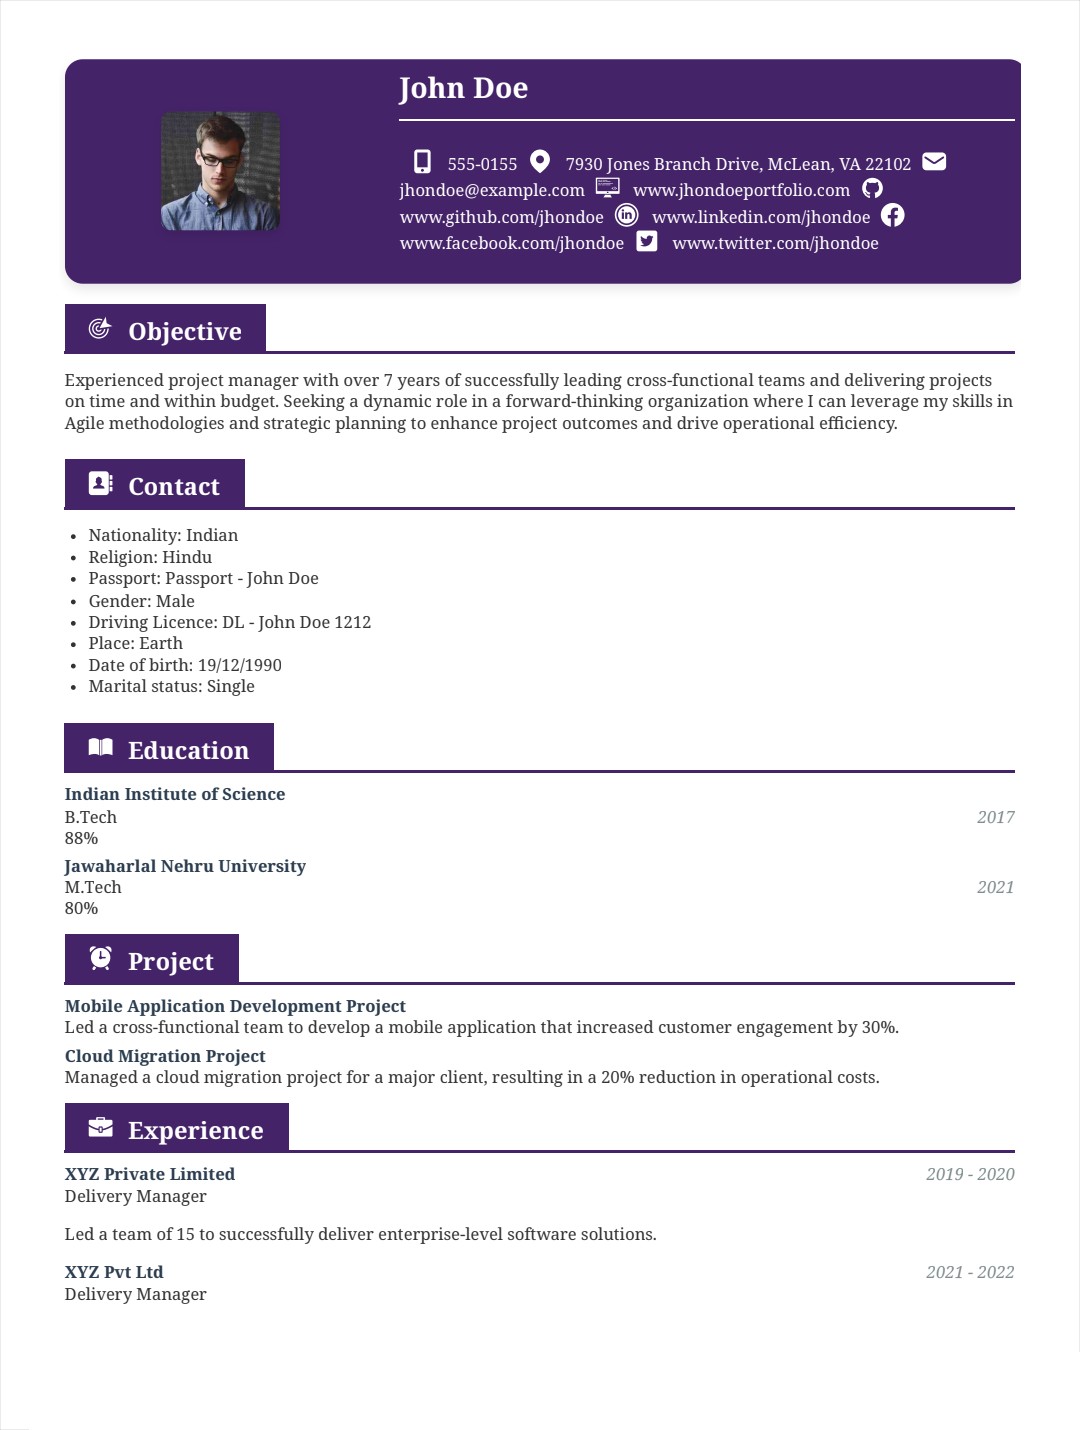 John Doe
555-0155 7930 Jones Branch Drive, McLean, VA 22102
jhondoe@example.com www.jhondoeportfolio.com
www.github.com/jhondoe www.linkedin.com/jhondoe
www.facebook.com/jhondoe www.twitter.com/jhondoe
Objective
Experienced project manager with over 7 years of successfully leading cross-functional teams and delivering projects
on time and within budget. Seeking a dynamic role in a forward-thinking organization where I can leverage my skills in
Agile methodologies and strategic planning to enhance project outcomes and drive operational efficiency.
Contact
• Nationality: Indian
• Religion: Hindu
• Passport: Passport - John Doe
• Gender: Male
• Driving Licence: DL - John Doe 1212
• Place: Earth
• Date of birth: 19/12/1990
• Marital status: Single
Education
Indian Institute of Science
B.Tech 2017
88%
Jawaharlal Nehru University
M.Tech 2021
80%
Project
Mobile Application Development Project
Led a cross-functional team to develop a mobile application that increased customer engagement by 30%.
Cloud Migration Project
Managed a cloud migration project for a major client, resulting in a 20% reduction in operational costs.
Experience
XYZ Private Limited 2019 - 2020
Delivery Manager
Led a team of 15 to successfully deliver enterprise-level software solutions.
XYZ Pvt Ltd 2021 - 2022
Delivery Manager